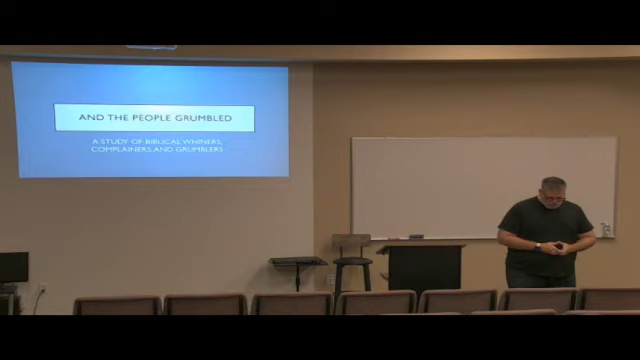 AND THE PEOPLE GRUMBLED
A STUDY OF BIBLICAL WHINERS,
COMPLAINERS AND GRUMBLERS